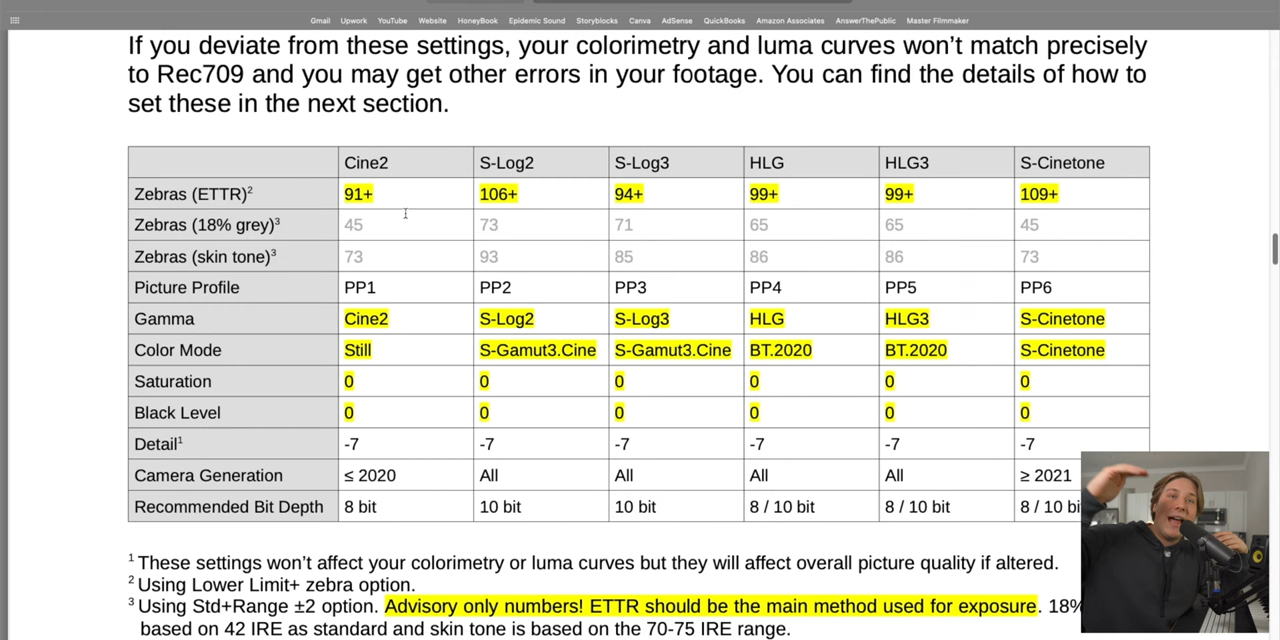 Gmail Upwork YouTube Website HoneyBook Epidemic Sound Storyblocks Canva AdSense QuickBooks Amazon Associates AnswerThePublic Master Filmmaker
If you deviate from these settings, your colorimetry and luma curves won’t match precisely
to Rec709 and you may get other errors in your footage. You can find the details of how to
set these in the next section.
Cine2 S-Log2 S-Log3 HLG HLG3 S-Cinetone
Zebras (ETTR)² 91+ 106+ 94+ 99+ 99+ 109+
Zebras (18% grey)³ 45 73 71 65 65 45
Zebras (skin tone)³ 73 93 85 86 86 73
Picture Profile PP1 PP2 PP3 PP4 PP5 PP6
Gamma Cine2 S-Log2 S-Log3 HLG HLG3 S-Cinetone
Color Mode Still S-Gamut3.Cine S-Gamut3.Cine BT.2020 BT.2020 S-Cinetone
Saturation 0 0 0 0 0 0
Black Level 0 0 0 0 0 0
Detail¹ -7 -7 -7 -7 -7 -7
Camera Generation ≤ 2020 All All All All ≥ 2021
Recommended Bit Depth 8 bit 10 bit 10 bit 8 / 10 bit 8 / 10 bit 8 / 10 bi
¹ These settings won’t affect your colorimetry or luma curves but they will affect overall picture quality if altered.
² Using Lower Limit+ zebra option.
³ Using Std+Range ±2 option. Advisory only numbers! ETTR should be the main method used for exposure. 18%
based on 42 IRE as standard and skin tone is based on the 70-75 IRE range.